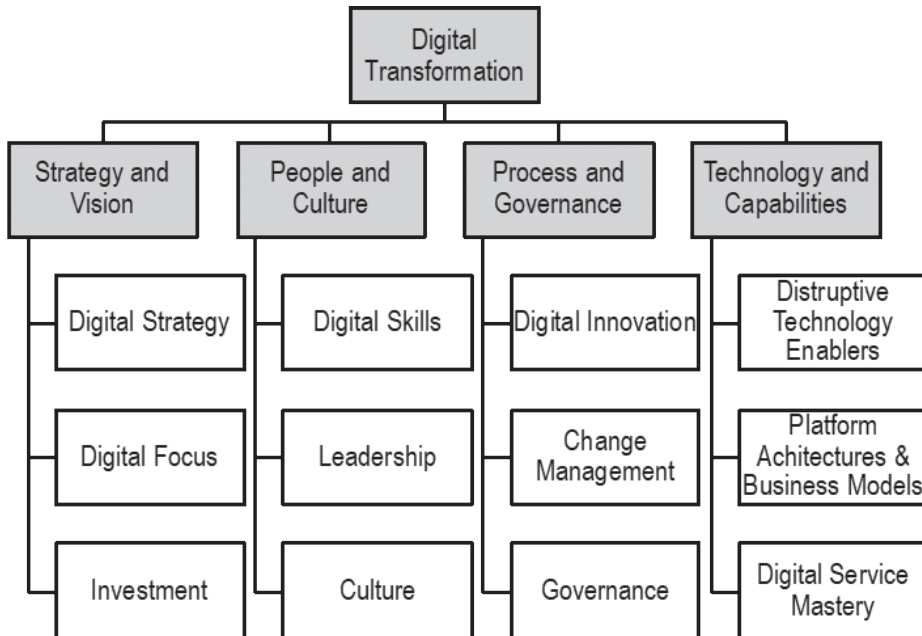 Digital
Transformation
Strategy and
Vision
People and
Culture
Process and
Governance
Technology and
Capabilities
Digital Strategy
Digital Skills
Digital Innovation
Distruptive
Technology
Enablers
Digital Focus
Leadership
Change
Management
Platform
Achitectures &
Business Models
Investment
Culture
Governance
Digital Service
Mastery